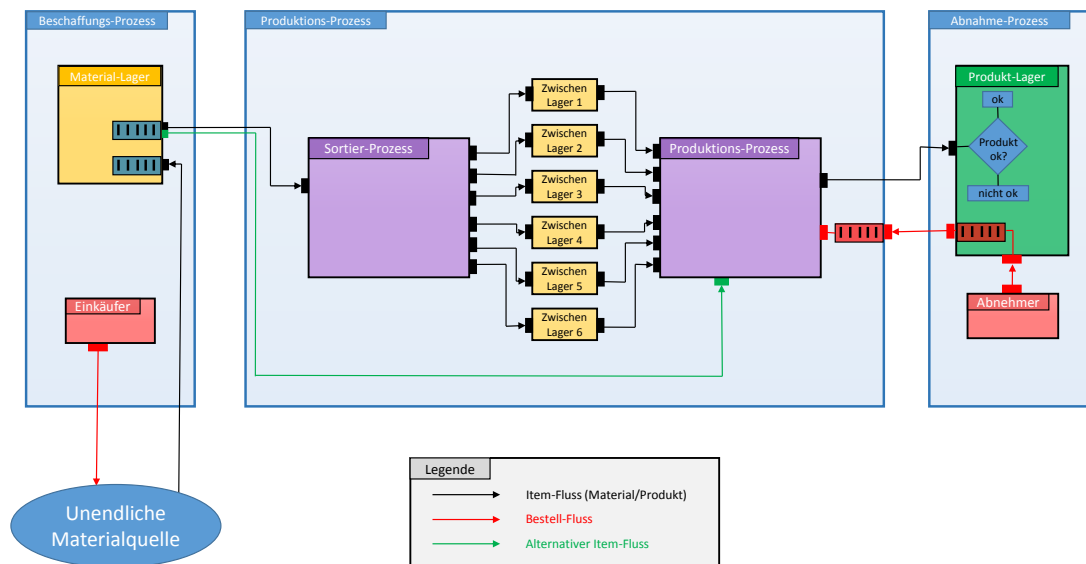 Beschaffungs-Prozess
Produktions-Prozess
Abnahme-Prozess
Material-Lager
Sortier-Prozess
Zwischen
Lager 1
Zwischen
Lager 2
Zwischen
Lager 3
Zwischen
Lager 4
Zwischen
Lager 5
Zwischen
Lager 6
Produktions-Prozess
Produkt-Lager
ok
Produkt
ok?
nicht ok
Einkäufer
Abnehmer
Unendliche
Materialquelle
Legende
Item-Fluss (Material/Produkt)
Bestell-Fluss
Alternativer Item-Fluss